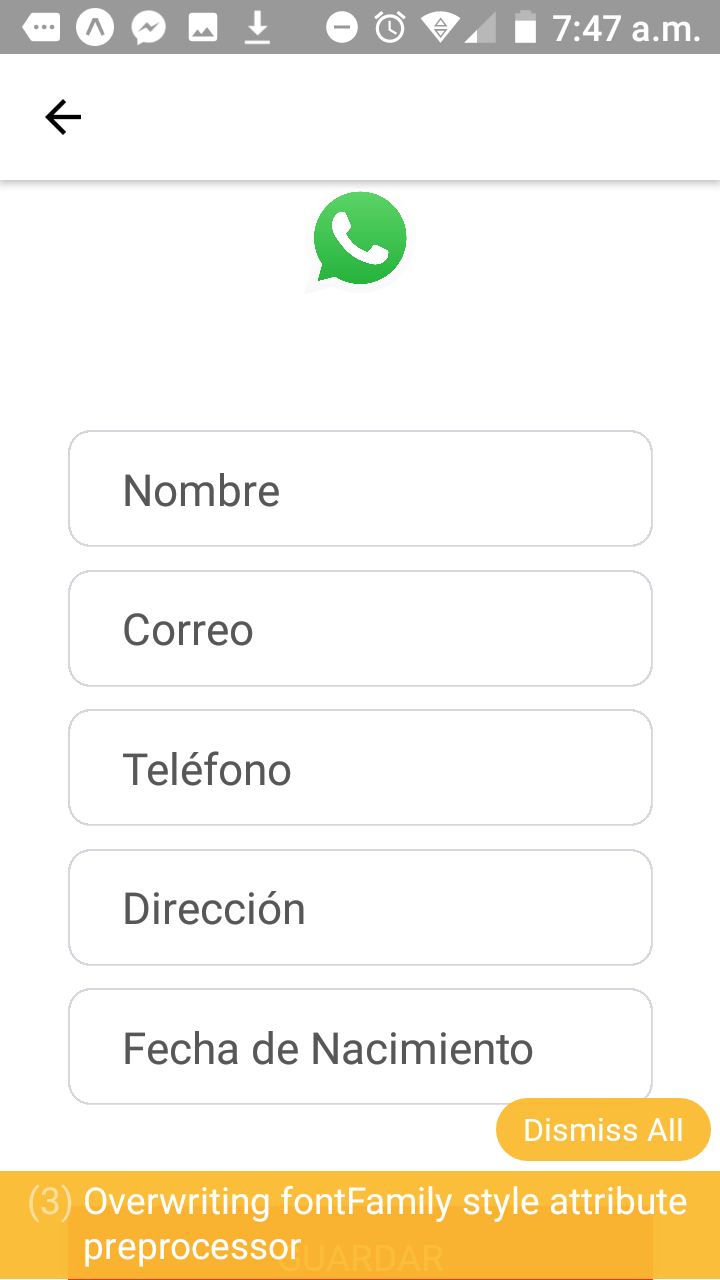 7:47 a.m.
Nombre
Correo
Teléfono
Dirección
Fecha de Nacimiento
Dismiss All
(3) Overwriting fontFamily style attribute
preprocessor
GUARDAR